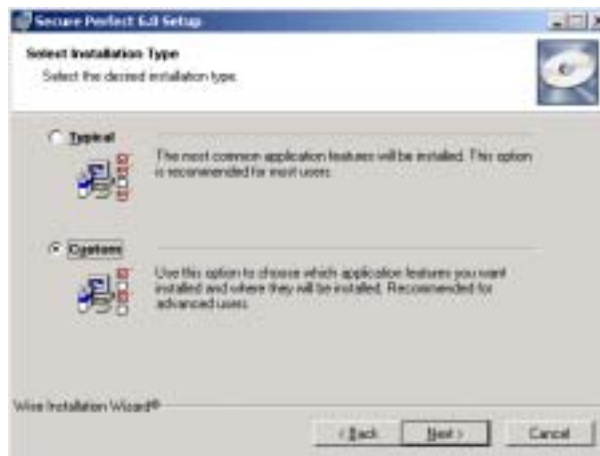 Secure Perfect 6.0 Setup
Select Installation Type
Select the desired installation type.
Typical
The most common application features will be installed. This option
is recommended for most users.
Custom
Use this option to choose which application features you want
installed and where they will be installed. Recommended for
advanced users.
Wise Installation Wizard®
< Back
Next >
Cancel